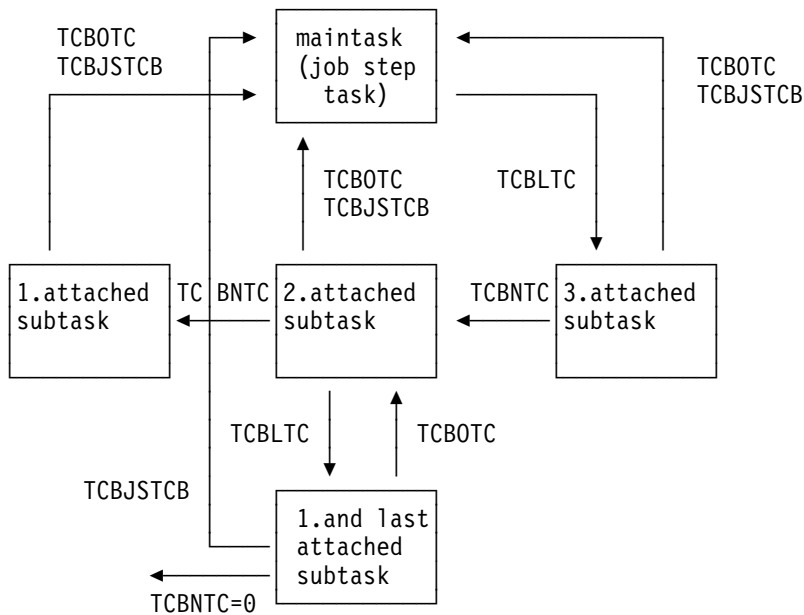 TCBOTC
TCBJSTCB
maintask
(job step
task)
TCBOTC
TCBJSTCB
TCBOTC
TCBJSTCB
TCBLTC
1.attached
subtask
TC BNTC
2.attached
subtask
TCBNTC
3.attached
subtask
TCBLTC
TCBOTC
TCBJSTCB
1.and last
attached
subtask
TCBNTC=0